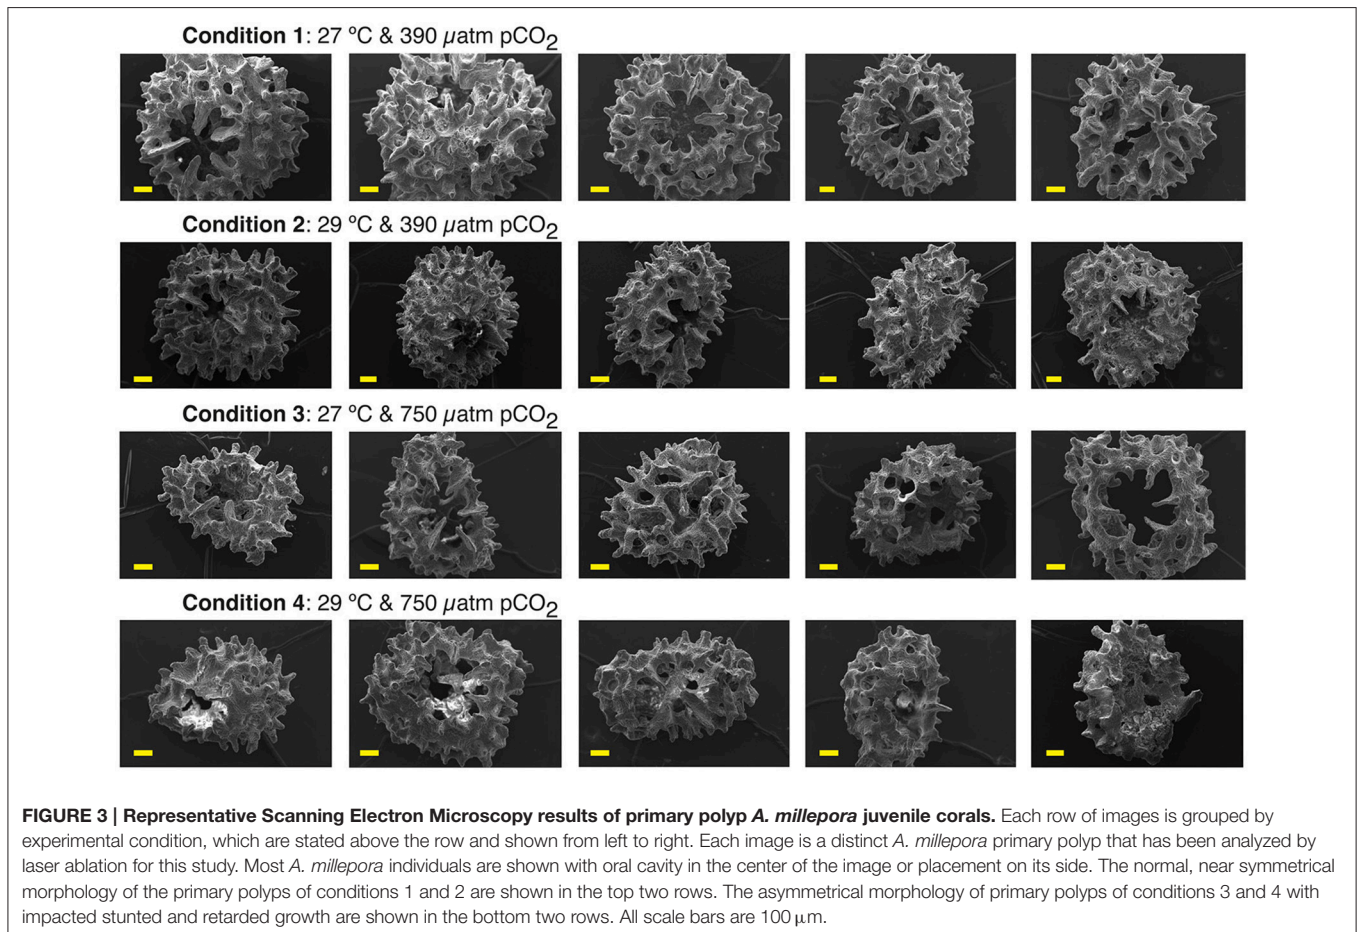 Condition 1: 27 ºC & 390 µatm pCO2
Condition 2: 29 ºC & 390 µatm pCO2
Condition 3: 27 ºC & 750 µatm pCO2
Condition 4: 29 ºC & 750 µatm pCO2
FIGURE 3 | Representative Scanning Electron Microscopy results of primary polyp A. millepora juvenile corals. Each row of images is grouped by
experimental condition, which are stated above the row and shown from left to right. Each image is a distinct A. millepora primary polyp that has been analyzed by
laser ablation for this study. Most A. millepora individuals are shown with oral cavity in the center of the image or placement on its side. The normal, near symmetrical
morphology of the primary polyps of conditions 1 and 2 are shown in the top two rows. The asymmetrical morphology of primary polyps of conditions 3 and 4 with
impacted stunted and retarded growth are shown in the bottom two rows. All scale bars are 100 µm.